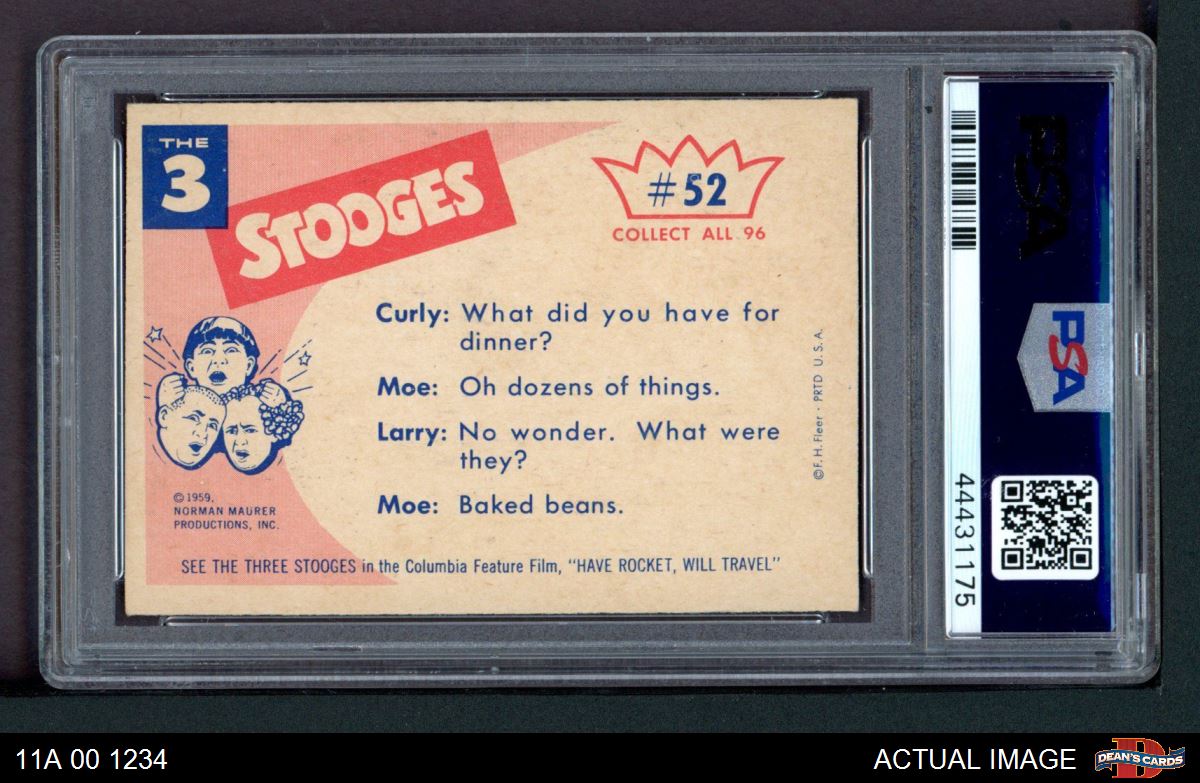 THE
3
STOOGES
#52
COLLECT ALL 96
Curly: What did you have for
dinner?
Moe: Oh dozens of things.
Larry: No wonder. What were
they?
Moe: Baked beans.
©1959,
NORMAN MAURER
PRODUCTIONS, INC.
SEE THE THREE STOOGES in the Columbia Feature Film, "HAVE ROCKET, WILL TRAVEL"
©F.H. Fleer · PRTD U.S.A.
PSA
PSA
44431175
11A 00 1234
ACTUAL IMAGE
D
DEAN'S CARDS